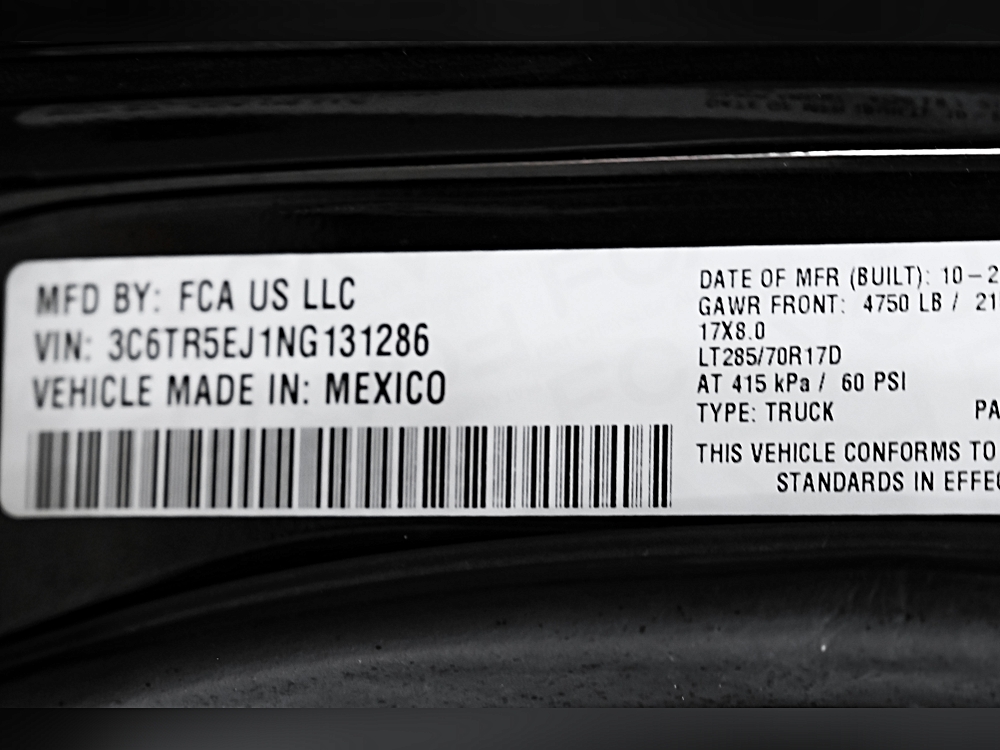 MFD BY: FCA US LLC
VIN: 3C6TR5EJ1NG131286
VEHICLE MADE IN: MEXICO
DATE OF MFR (BUILT): 10-2
GAWR FRONT: 4750 LB / 21
17X8.0
LT285/70R17D
AT 415 kPa / 60 PSI
TYPE: TRUCK PA
THIS VEHICLE CONFORMS TO
STANDARDS IN EFFE